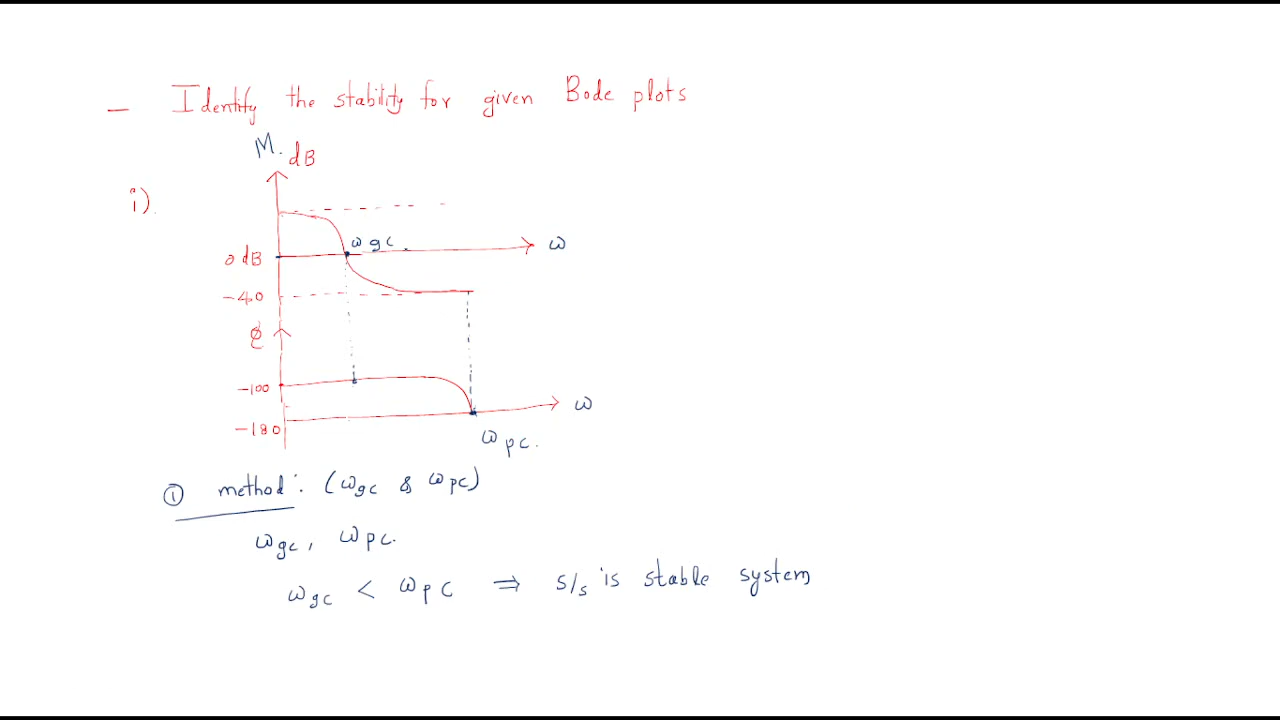 – Identify the stability for given Bode plots
M. dB
i).
ωgc.
ω
0 dB
-40
ϕ
-100
ω
-180
ωpc.
① method: (ωgc & ωpc)
ωgc, ωpc.
ωgc < ωpc ⇒ s/s is stable system